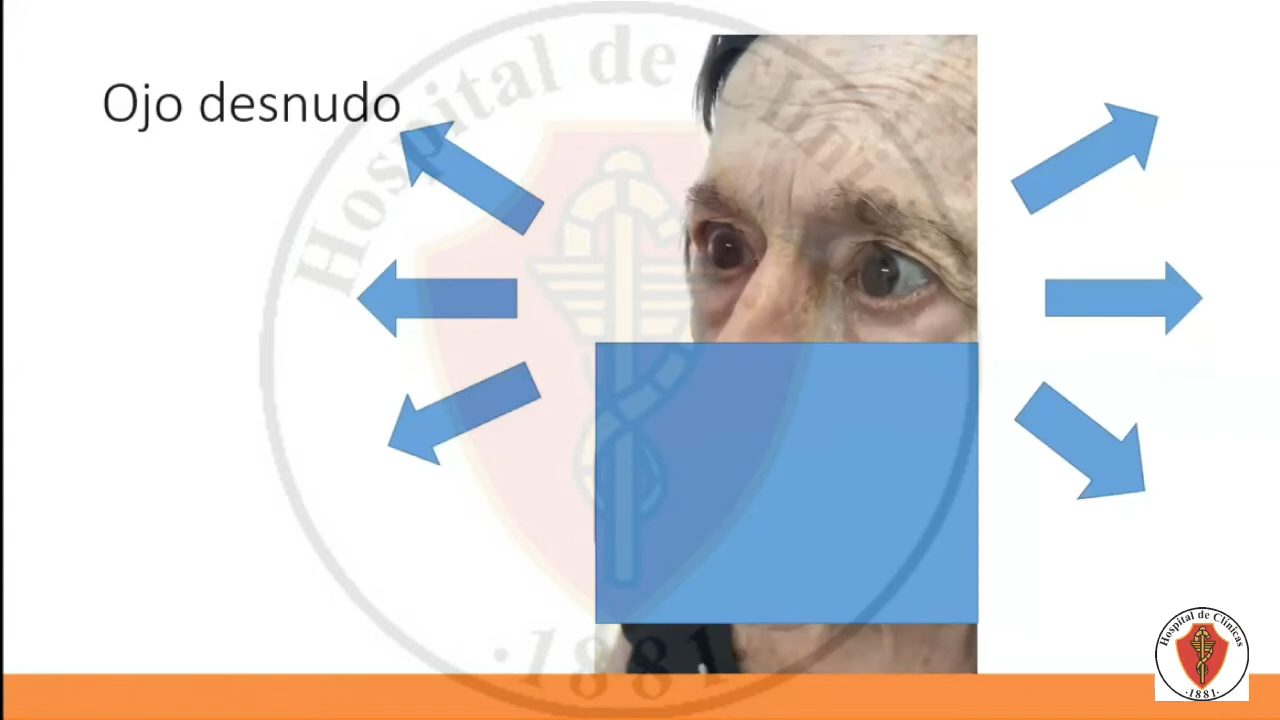 Ojo desnudo
Hospital de Clínicas
·1881·
Hospital de Clínicas
·1881·